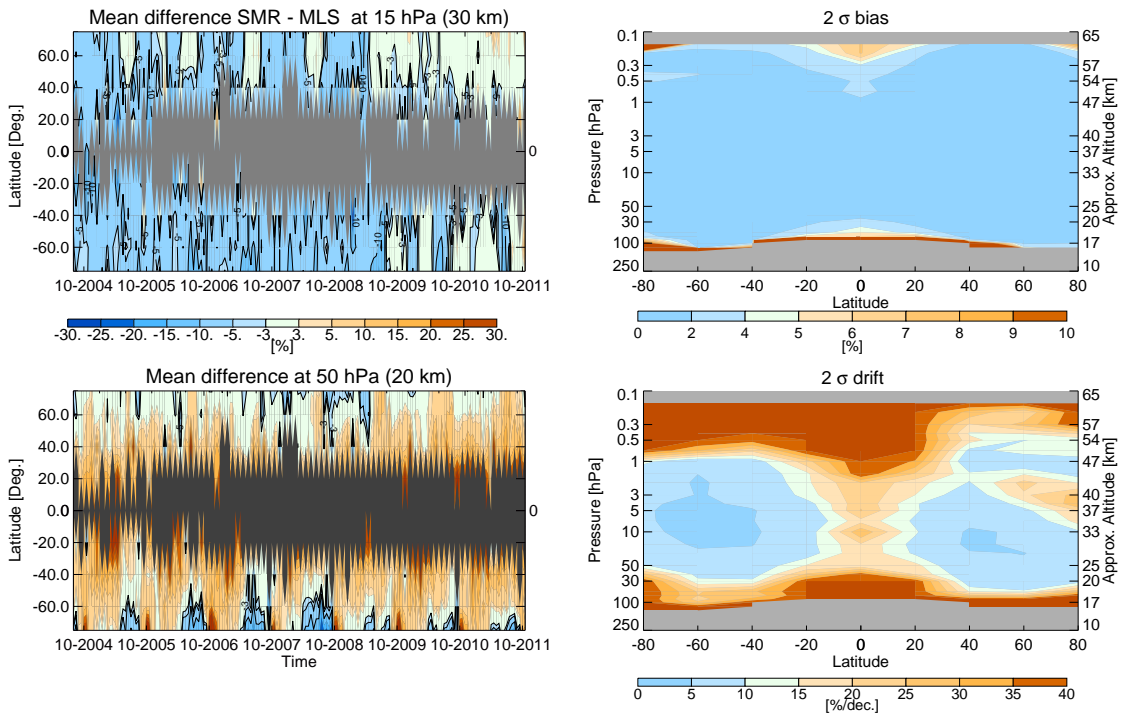 Mean difference SMR - MLS at 15 hPa (30 km)
Latitude [Deg.]
60.0
40.0
20.0
0.0
-20.0
-40.0
-60.0
0
10-2004 10-2005 10-2006 10-2007 10-2008 10-2009 10-2010 10-2011
-30. -25. -20. -15. -10. -5. -3. 3. 5. 10. 15. 20. 25. 30.
[%]
2 σ bias
Pressure [hPa]
0.1
0.3
0.5
1
3
5
10
50
30
100
250
65
57
54
47
40
37
33
25
20
17
10
Approx. Altitude [km]
-80 -60 -40 -20 0 20 40 60 80
Latitude
0 2 4 5 6 7 8 9 10
[%]
Mean difference at 50 hPa (20 km)
Latitude [Deg.]
60.0
40.0
20.0
0.0
-20.0
-40.0
-60.0
0
10-2004 10-2005 10-2006 10-2007 10-2008 10-2009 10-2010 10-2011
Time
2 σ drift
Pressure [hPa]
0.1
0.3
0.5
1
3
5
10
50
30
100
250
65
57
54
47
40
37
33
25
20
17
10
Approx. Altitude [km]
-80 -60 -40 -20 0 20 40 60 80
Latitude
0 5 10 15 20 25 30 35 40
[%/dec.]